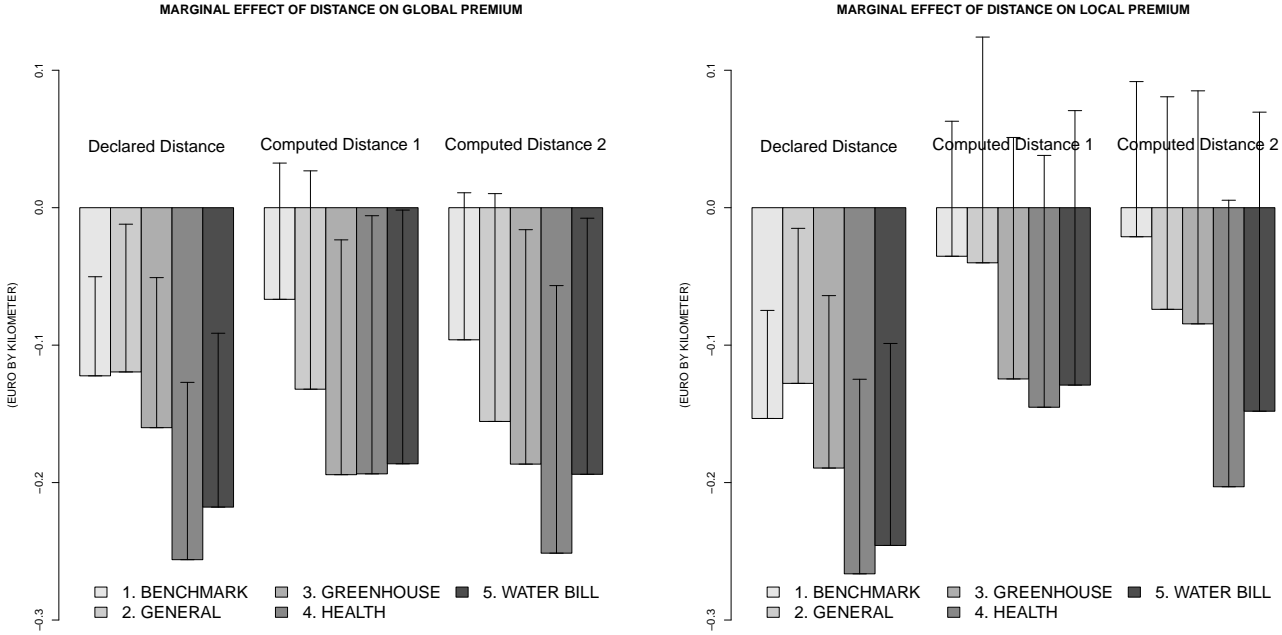 MARGINAL EFFECT OF DISTANCE ON GLOBAL PREMIUM
(EURO BY KILOMETER)
0.1
0.0
−0.1
−0.2
−0.3
Declared Distance
Computed Distance 1
Computed Distance 2
1. BENCHMARK
2. GENERAL
3. GREENHOUSE
4. HEALTH
5. WATER BILL
MARGINAL EFFECT OF DISTANCE ON LOCAL PREMIUM
(EURO BY KILOMETER)
0.1
0.0
−0.1
−0.2
−0.3
Declared Distance
Computed Distance 1
Computed Distance 2
1. BENCHMARK
2. GENERAL
3. GREENHOUSE
4. HEALTH
5. WATER BILL